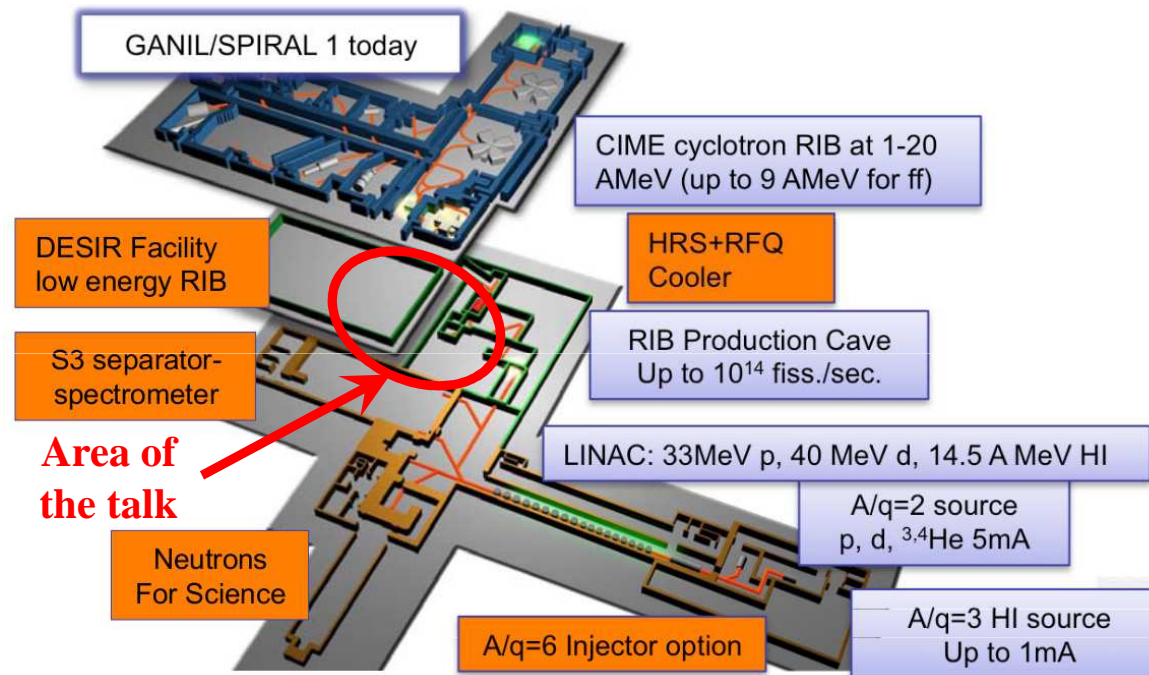 GANIL/SPIRAL 1 today
CIME cyclotron RIB at 1-20
AMeV (up to 9 AMeV for ff)
DESIR Facility
low energy RIB
HRS+RFQ
Cooler
RIB Production Cave
Up to 10¹⁴ fiss./sec.
S3 separator-
spectrometer
Area of
the talk
LINAC: 33MeV p, 40 MeV d, 14.5 A MeV HI
A/q=2 source
p, d, ³,⁴He 5mA
Neutrons
For Science
A/q=3 HI source
Up to 1mA
A/q=6 Injector option